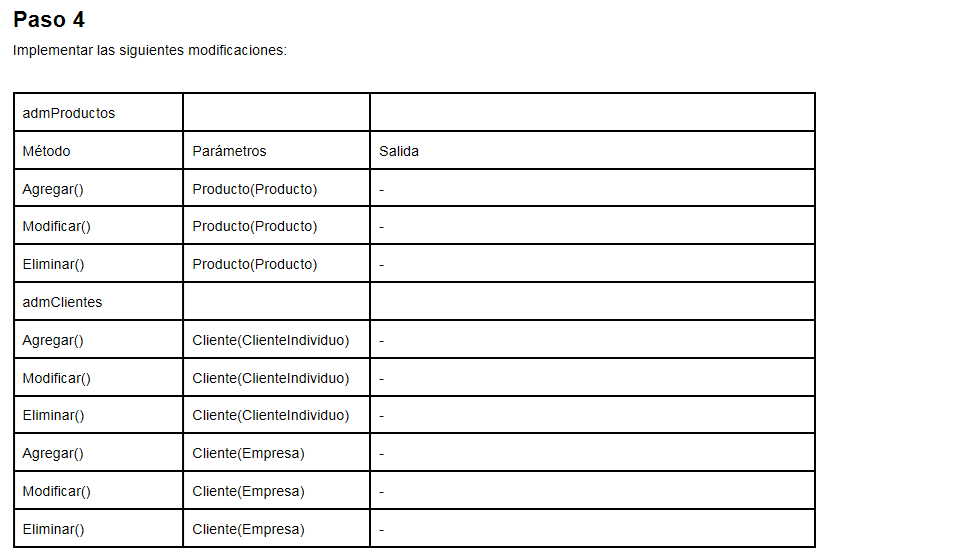 Paso 4
Implementar las siguientes modificaciones:
admProductos
Método Parámetros Salida
Agregar() Producto(Producto) -
Modificar() Producto(Producto) -
Eliminar() Producto(Producto) -
admClientes
Agregar() Cliente(ClienteIndividuo) -
Modificar() Cliente(ClienteIndividuo) -
Eliminar() Cliente(ClienteIndividuo) -
Agregar() Cliente(Empresa) -
Modificar() Cliente(Empresa) -
Eliminar() Cliente(Empresa) -